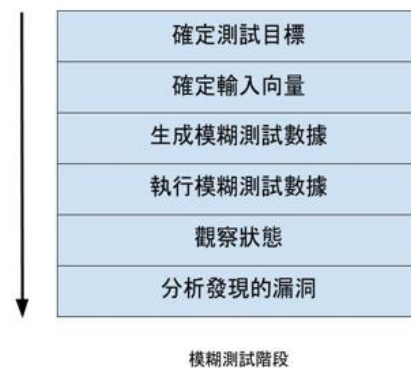 確定測試目標
確定輸入向量
生成模糊測試數據
執行模糊測試數據
觀察狀態
分析發現的漏洞
模糊測試階段